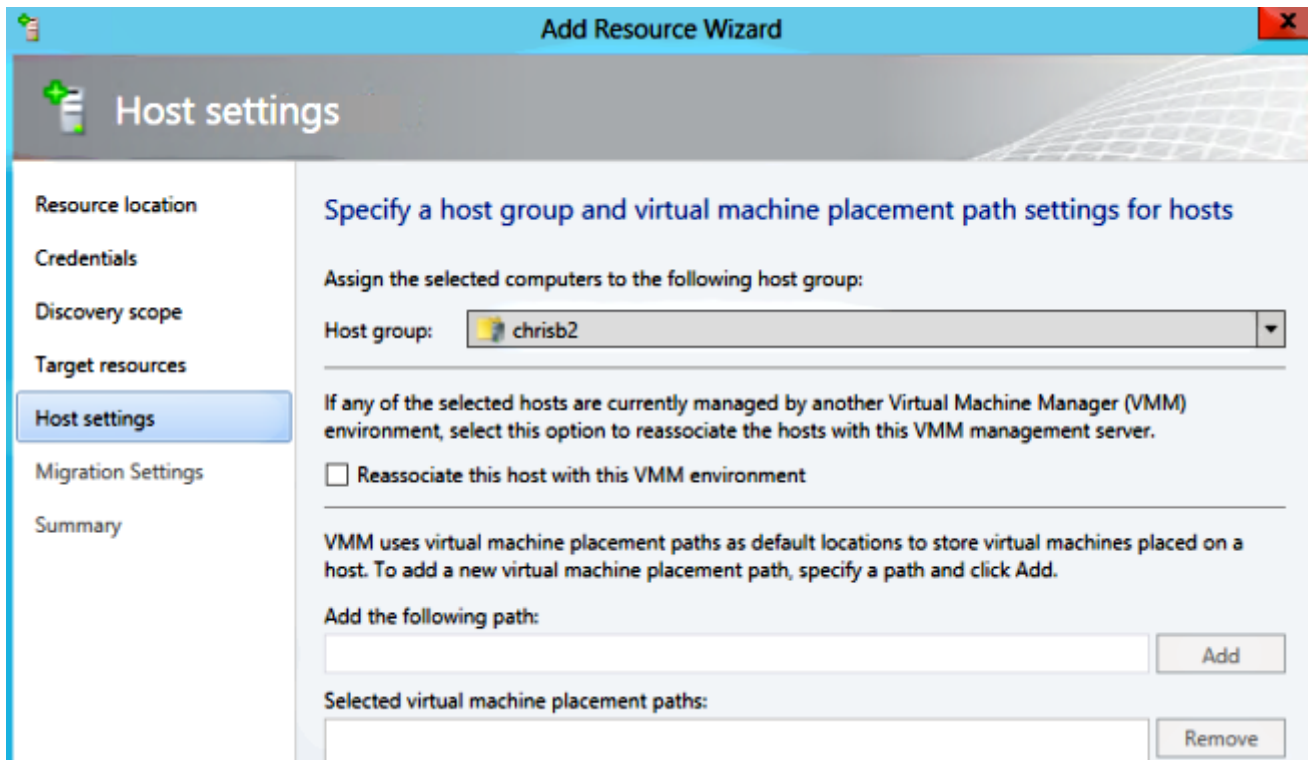 Add Resource Wizard
x
Host settings
Resource location
Credentials
Discovery scope
Target resources
Host settings
Migration Settings
Summary
Specify a host group and virtual machine placement path settings for hosts
Assign the selected computers to the following host group:
Host group: chrisb2
If any of the selected hosts are currently managed by another Virtual Machine Manager (VMM)
environment, select this option to reassociate the hosts with this VMM management server.
Reassociate this host with this VMM environment
VMM uses virtual machine placement paths as default locations to store virtual machines placed on a
host. To add a new virtual machine placement path, specify a path and click Add.
Add the following path:
Add
Selected virtual machine placement paths:
Remove